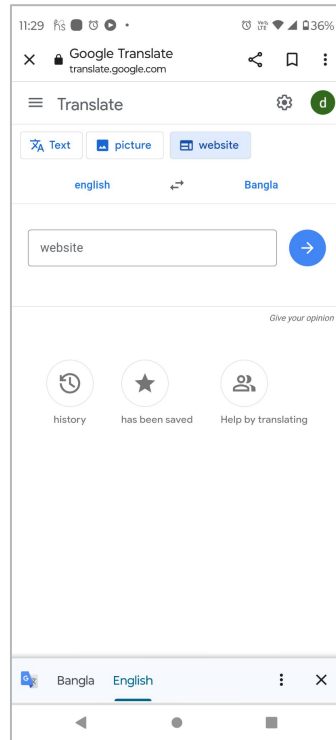 11:29
36%
Google Translate
translate.google.com
Translate
d
Text picture website
english Bangla
website
Give your opinion
history has been saved Help by translating
Bangla English